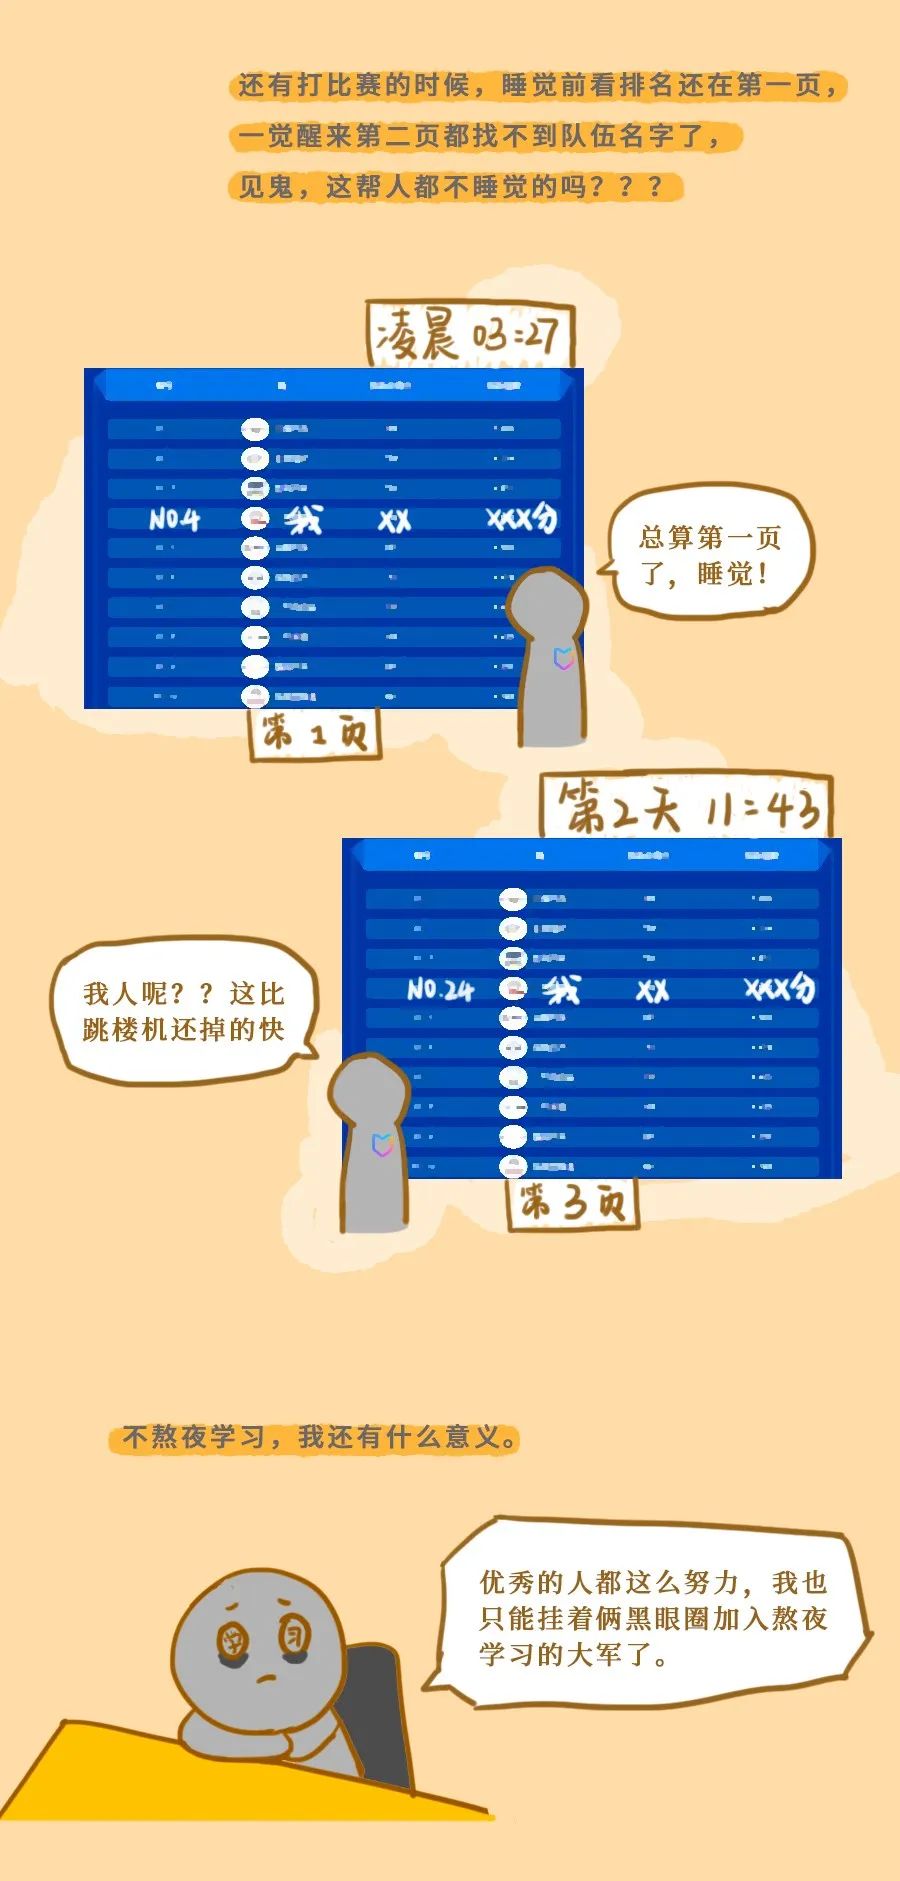 还有打比赛的时候，睡觉前看排名还在第一页，
一觉醒来第二页都找不到队伍名字了，
见鬼，这帮人都不睡觉的吗？？？
凌晨 03:27
NO.4 我 XX XXX分
总算第一页
了，睡觉！
第1页
第2天 11:43
我人呢？？这比
跳楼机还掉的快
NO.24 我 XX XXX分
第3页
不熬夜学习，我还有什么意义。
优秀的人都这么努力，我也
只能挂着俩黑眼圈加入熬夜
学习的大军了。
学 习